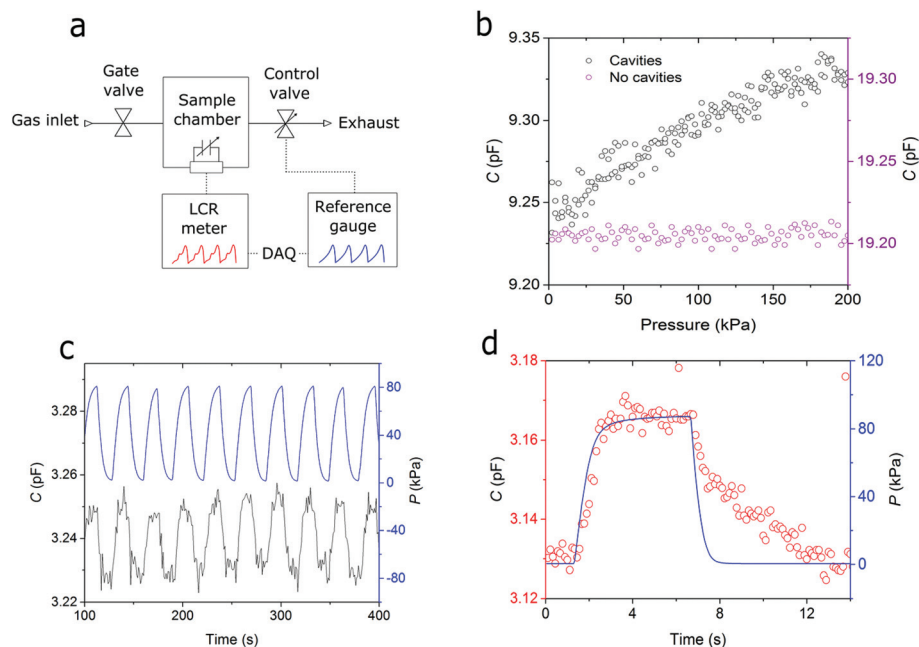 a
Gate valve
Control valve
Sample chamber
Gas inlet
Exhaust
LCR meter
DAQ
Reference gauge
b
Cavities
No cavities
9.35
9.30
9.25
9.20
C (pF)
19.30
19.25
19.20
C (pF)
0 50 100 150 200
Pressure (kPa)
c
3.28
3.26
3.24
3.22
C (pF)
80
40
0
-40
-80
P (kPa)
100 200 300 400
Time (s)
d
3.18
3.16
3.14
3.12
C (pF)
120
80
40
0
P (kPa)
0 4 8 12
Time (s)